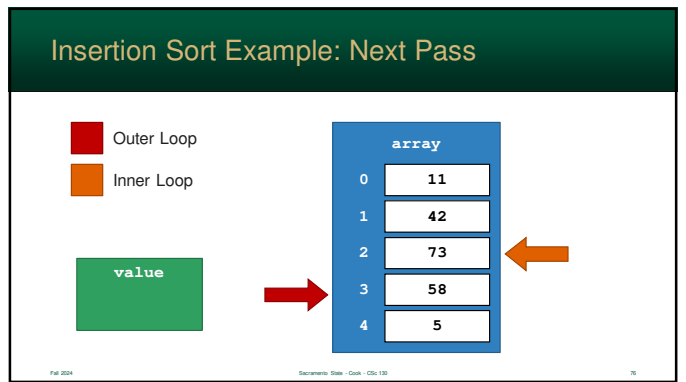 Insertion Sort Example: Next Pass
Outer Loop
Inner Loop
array
0 11
1 42
2 73
3 58
4 5
value
Fall 2024
Sacramento State - Cook - CSc 130
76